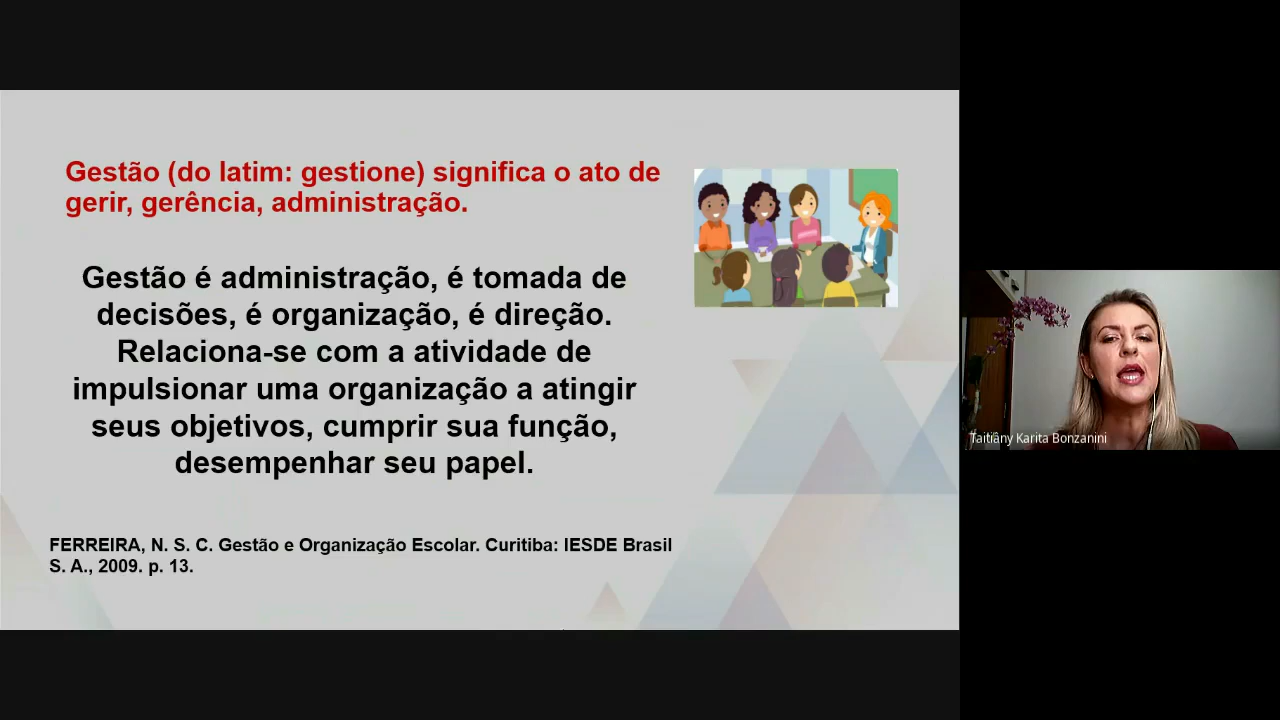 Gestão (do latim: gestione) significa o ato de
gerir, gerência, administração.
Gestão é administração, é tomada de
decisões, é organização, é direção.
Relaciona-se com a atividade de
impulsionar uma organização a atingir
seus objetivos, cumprir sua função,
desempenhar seu papel.
FERREIRA, N. S. C. Gestão e Organização Escolar. Curitiba: IESDE Brasil
S. A., 2009. p. 13.
Taitiâny Karita Bonzanini